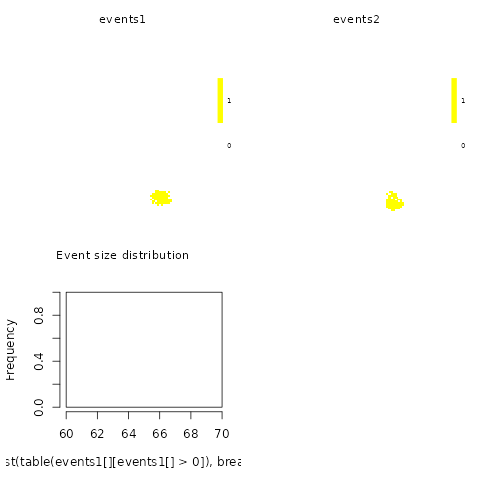 events1
events2
1
1
0
0
Event size distribution
Frequency
0.8
0.4
0.0
60 62 64 66 68 70
st(table(events1[][events1[] > 0]), brea